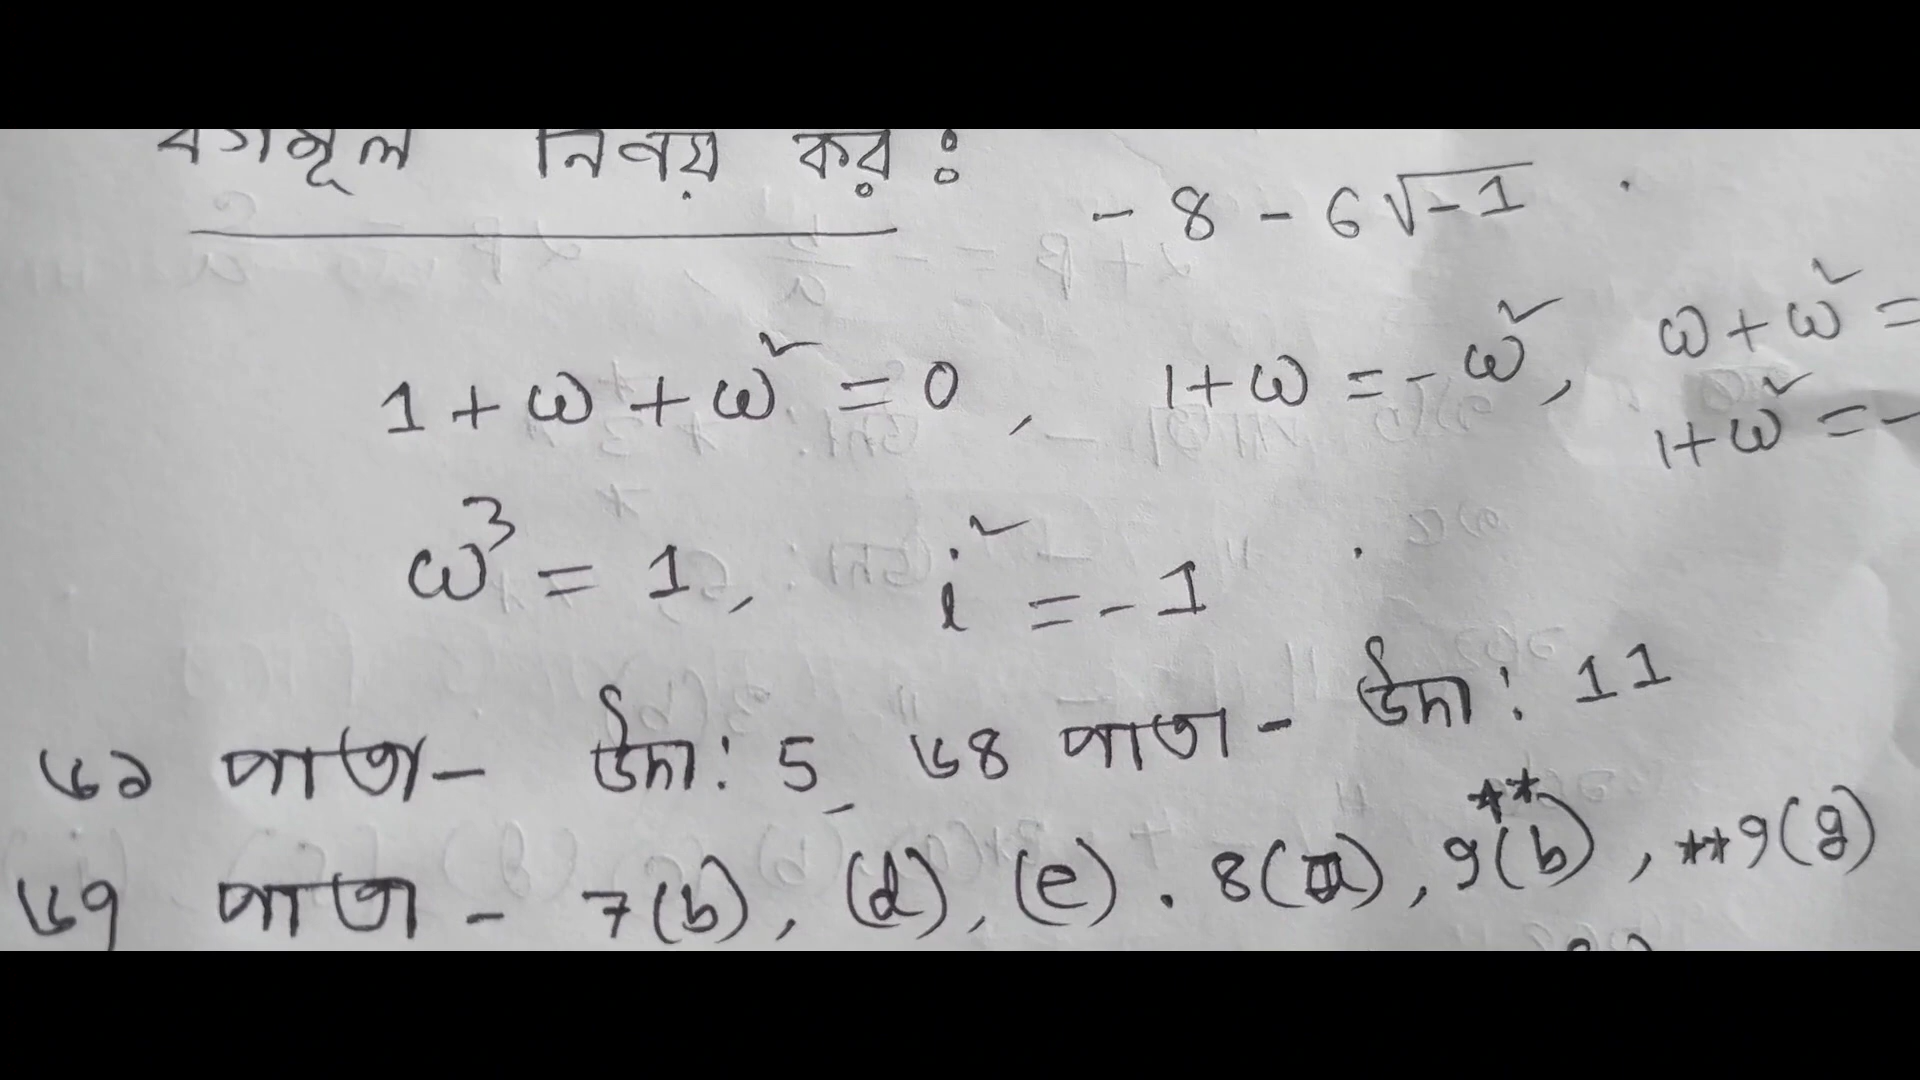 বর্গমূল নির্ণয় কর : - 8 - 6√-1 .
1 + ω + ω² = 0 , 1+ω = - ω² , ω + ω² =
1+ω² = -
ω³ = 1 , i² = - 1 .
৬১ পাতা - উদা: 5 , ৬৪ পাতা - উদা: 11
৬৭ পাতা - 7(b), (d), (e) . 8(a), **9(b) , **9(g)